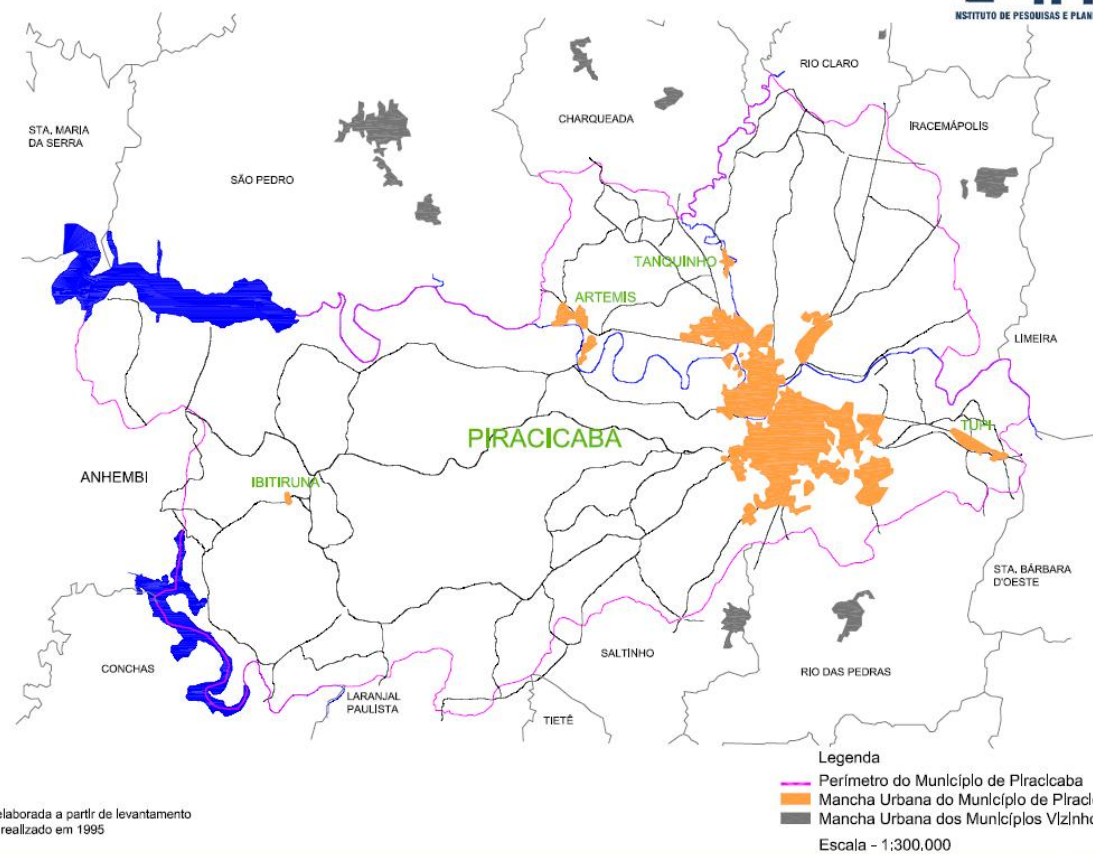 NSTITUTO DE PESQUISAS E PLAN
RIO CLARO
CHARQUEADA
IRACEMÁPOLIS
STA. MARIA
DA SERRA
SÃO PEDRO
TANQUINHO
ARTEMIS
LIMEIRA
TUPI
PIRACICABA
ANHEMBI
IBITIRUNA
STA. BÁRBARA
D'OESTE
SALTINHO
CONCHAS
RIO DAS PEDRAS
LARANJAL
PAULISTA
TIETÊ
Legenda
Perímetro do Município de Piracicaba
Mancha Urbana do Município de Piraci
Mancha Urbana dos Municípios Vizinho
Escala - 1:300.000
elaborada a partir de levantamento
realizado em 1995